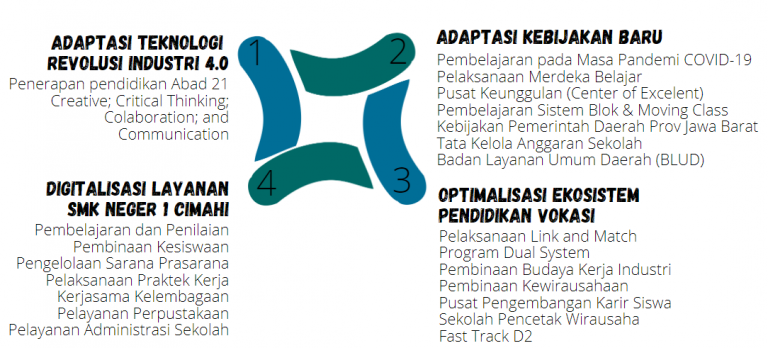 1
ADAPTASI TEKNOLOGI
REVOLUSI INDUSTRI 4.0
Penerapan pendidikan Abad 21
Creative; Critical Thinking;
Colaboration; and
Communication
2
ADAPTASI KEBIJAKAN BARU
Pembelajaran pada Masa Pandemi COVID-19
Pelaksanaan Merdeka Belajar
Pusat Keunggulan (Center of Excelent)
Pembelajaran Sistem Blok & Moving Class
Kebijakan Pemerintah Daerah Prov Jawa Barat
Tata Kelola Anggaran Sekolah
Badan Layanan Umum Daerah (BLUD)
3
OPTIMALISASI EKOSISTEM
PENDIDIKAN VOKASI
Pelaksanaan Link and Match
Program Dual System
Pembinaan Budaya Kerja Industri
Pembinaan Kewirausahaan
Pusat Pengembangan Karir Siswa
Sekolah Pencetak Wirausaha
Fast Track D2
4
DIGITALISASI LAYANAN
SMK NEGER 1 CIMAHI
Pembelajaran dan Penilaian
Pembinaan Kesiswaan
Pengelolaan Sarana Prasarana
Pelaksanaan Praktek Kerja
Kerjasama Kelembagaan
Pelayanan Perpustakaan
Pelayanan Administrasi Sekolah